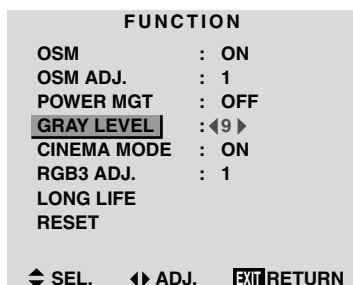 FUNCTION
OSM : ON
OSM ADJ. : 1
POWER MGT : OFF
GRAY LEVEL : 9
CINEMA MODE : ON
RGB3 ADJ. : 1
LONG LIFE
RESET
SEL. ADJ. EXIT RETURN